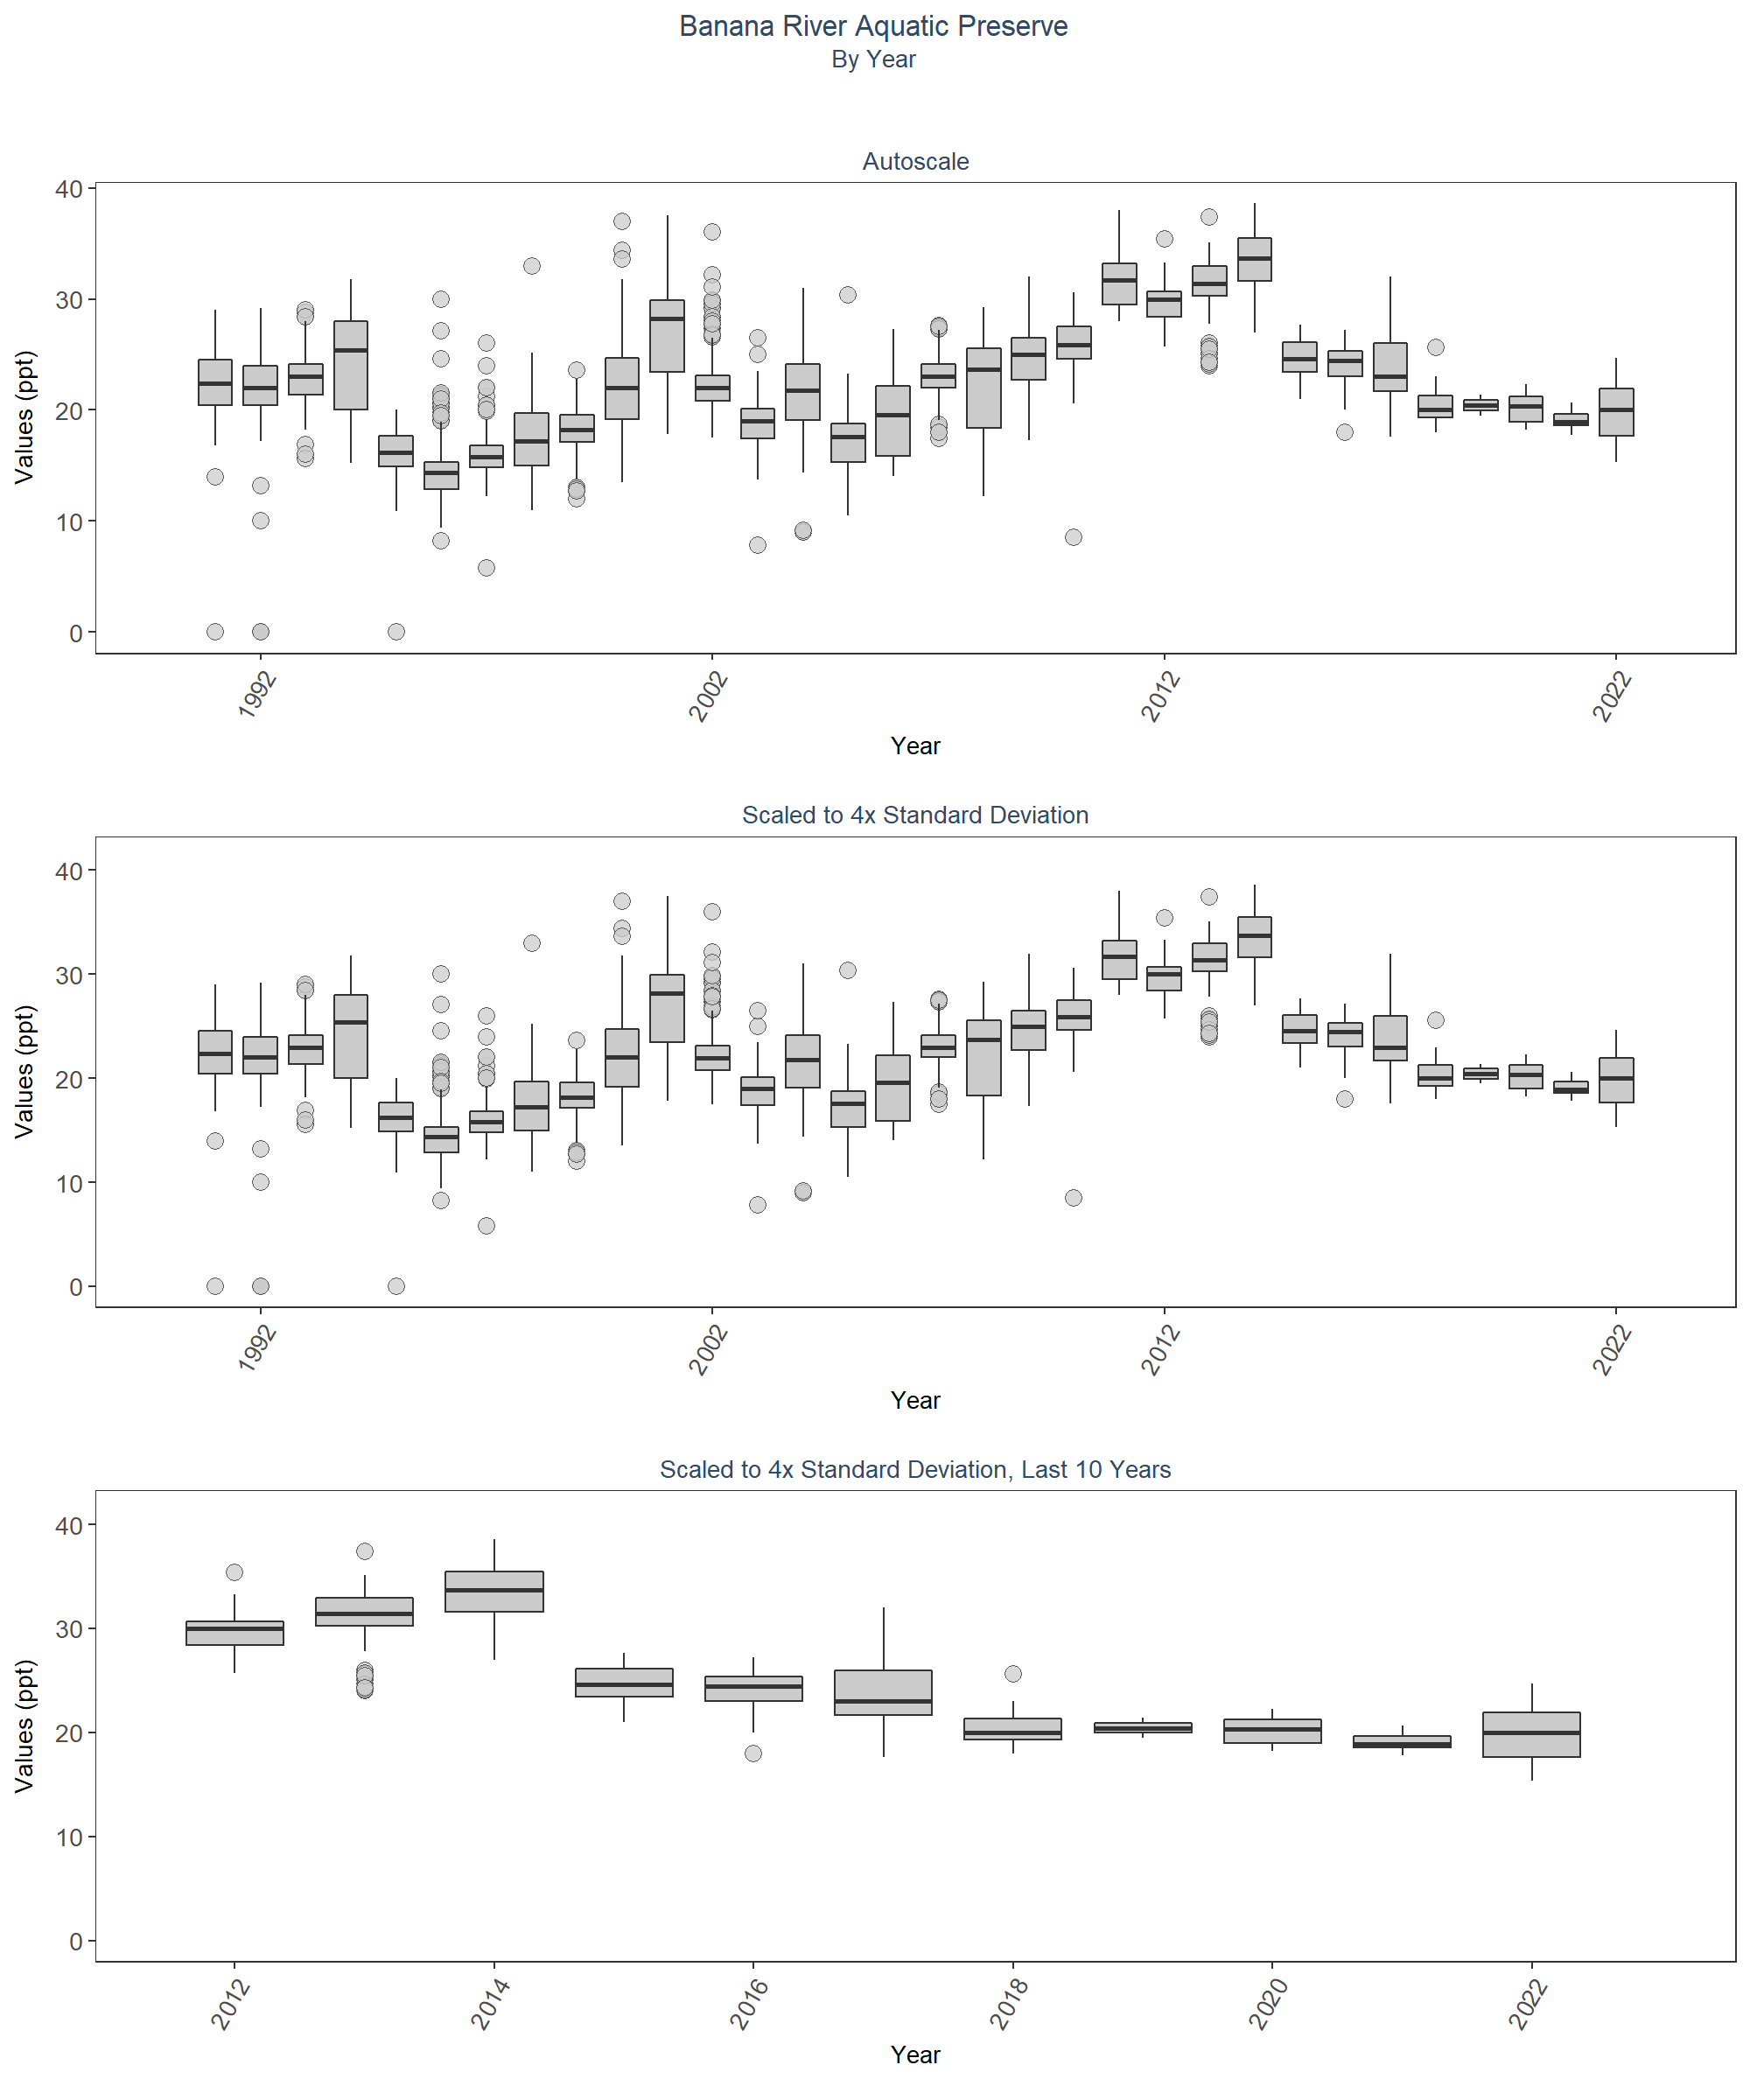 Banana River Aquatic Preserve
By Year
Autoscale
Values (ppt)
40
30
20
10
0
1992
2002
2012
2022
Year
Scaled to 4x Standard Deviation
Values (ppt)
40
30
20
10
0
1992
2002
2012
2022
Year
Scaled to 4x Standard Deviation, Last 10 Years
Values (ppt)
40
30
20
10
0
2012
2014
2016
2018
2020
2022
Year